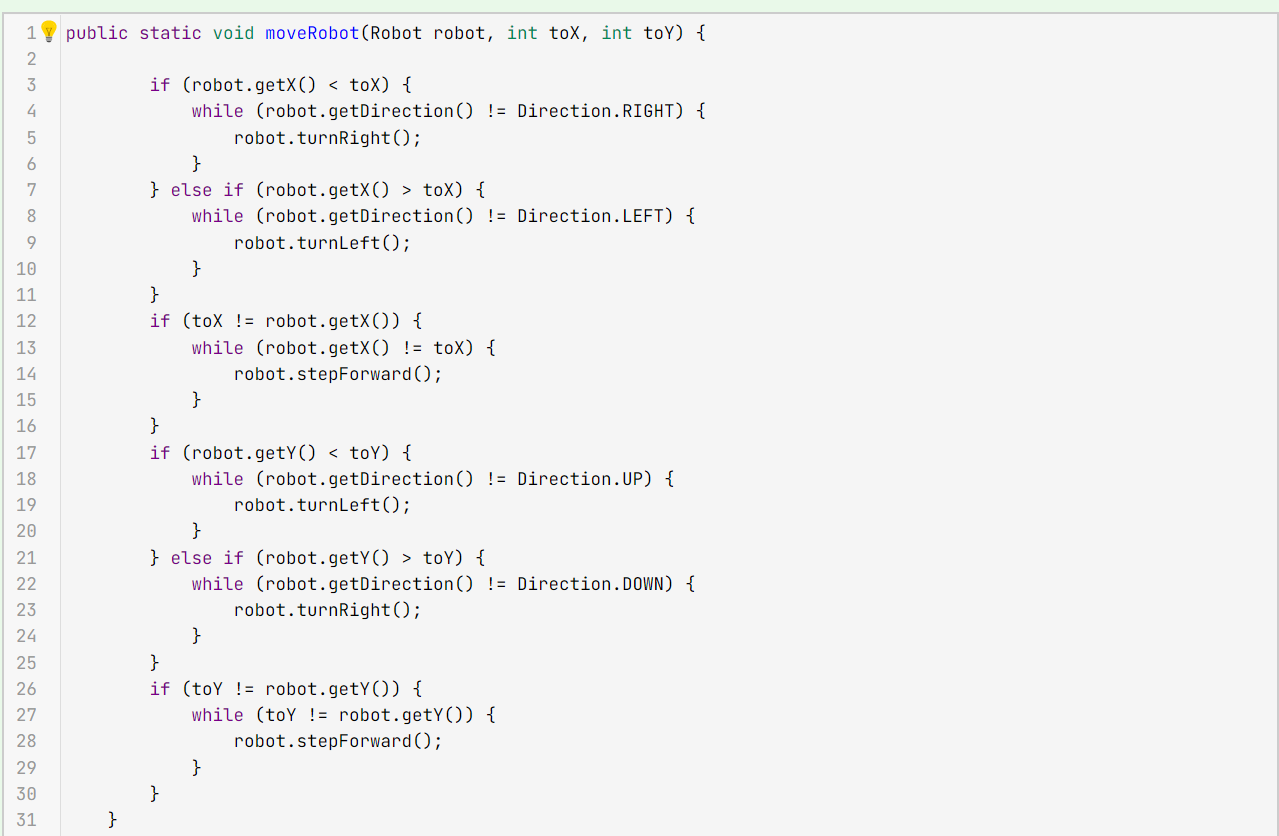 1 public static void moveRobot(Robot robot, int toX, int toY) {
2
3         if (robot.getX() < toX) {
4             while (robot.getDirection() != Direction.RIGHT) {
5                 robot.turnRight();
6             }
7         } else if (robot.getX() > toX) {
8             while (robot.getDirection() != Direction.LEFT) {
9                 robot.turnLeft();
10             }
11         }
12         if (toX != robot.getX()) {
13             while (robot.getX() != toX) {
14                 robot.stepForward();
15             }
16         }
17         if (robot.getY() < toY) {
18             while (robot.getDirection() != Direction.UP) {
19                 robot.turnLeft();
20             }
21         } else if (robot.getY() > toY) {
22             while (robot.getDirection() != Direction.DOWN) {
23                 robot.turnRight();
24             }
25         }
26         if (toY != robot.getY()) {
27             while (toY != robot.getY()) {
28                 robot.stepForward();
29             }
30         }
31     }